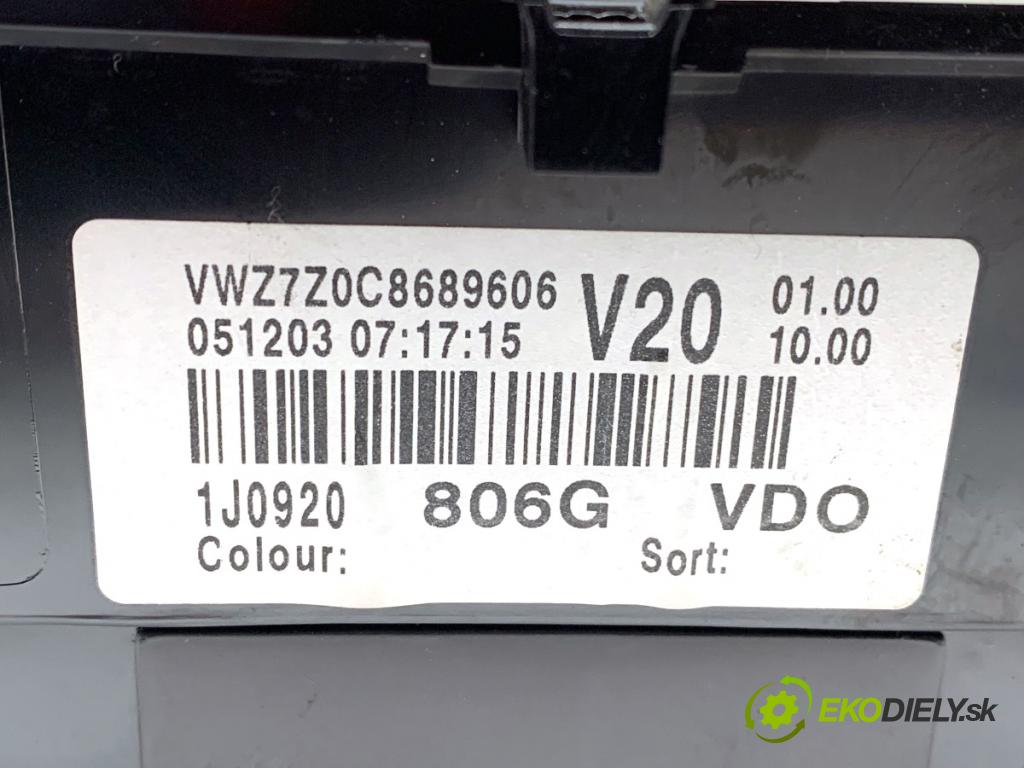 VWZ7Z0C8689606 V20 01.00
051203 07:17:15 10.00
1J0920 806G VDO
Colour: Sort:
EKODIELY.sk